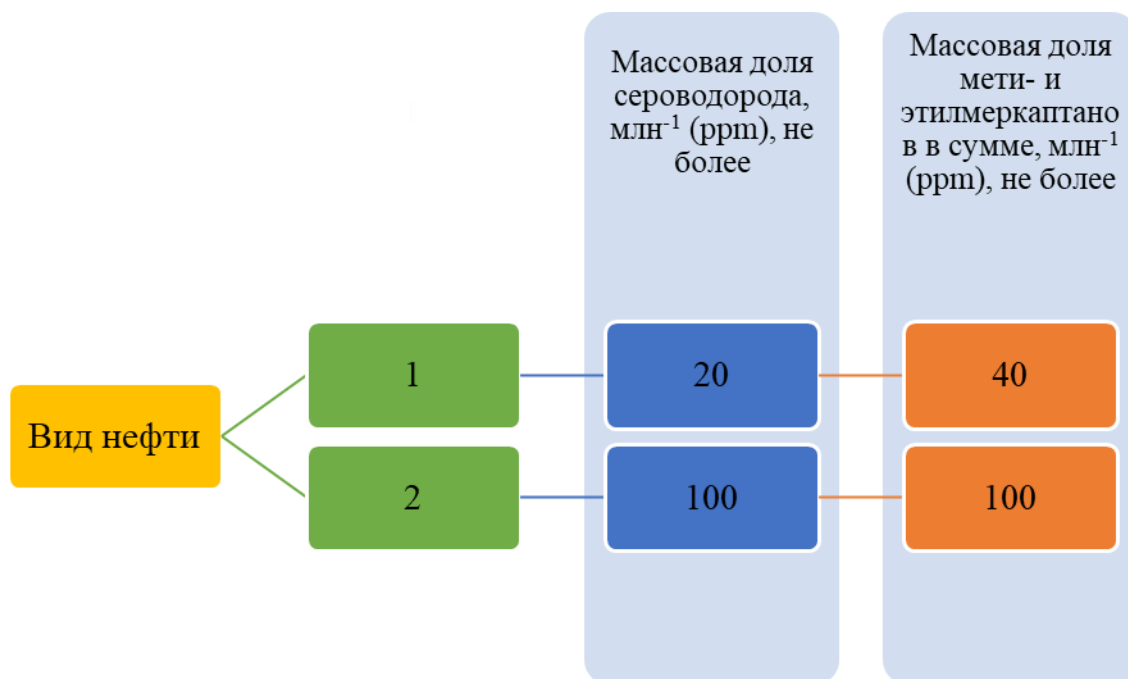 Массовая доля
сероводорода,
млн⁻¹ (ppm), не
более
Массовая доля
мети- и
этилмеркаптано
в в сумме, млн⁻¹
(ppm), не более
Вид нефти
1
20
40
2
100
100